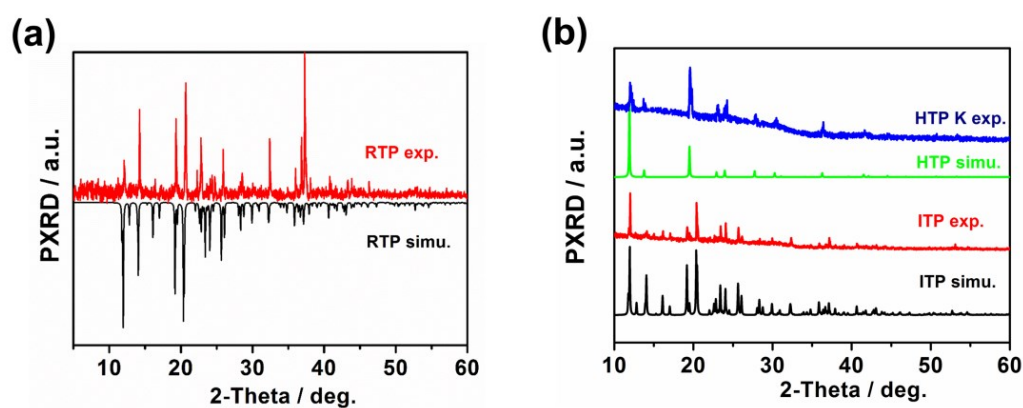 (a)
PXRD / a.u.
RTP exp.
RTP simu.
10 20 30 40 50 60
2-Theta / deg.
(b)
PXRD / a.u.
HTP K exp.
HTP simu.
ITP exp.
ITP simu.
10 20 30 40 50 60
2-Theta / deg.